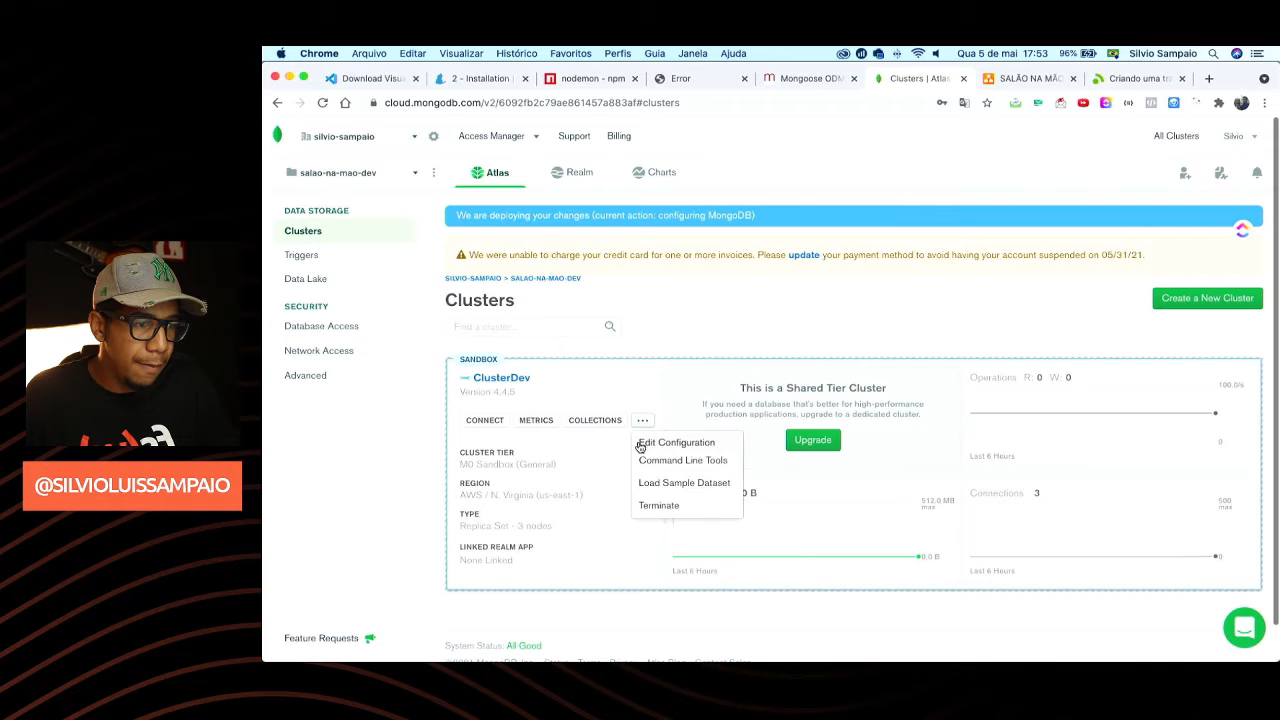 Chrome Arquivo Editar Visualizar Histórico Favoritos Perfis Guia Janela Ajuda
Qua 5 de mai 17:53 96% Silvio Sampaio
Download Visua
2 - Installation
nodemon - npm
Error
Mongoose ODM
Clusters | Atlas
SALÃO NA MÃO
Criando uma tra
cloud.mongodb.com/v2/6092fb2c79ae861457a883af#clusters
silvio-sampaio
Access Manager
Support
Billing
All Clusters
Silvio
salao-na-mao-dev
Atlas
Realm
Charts
DATA STORAGE
Clusters
Triggers
Data Lake
SECURITY
Database Access
Network Access
Advanced
Feature Requests
We are deploying your changes (current action: configuring MongoDB)
We were unable to charge your credit card for one or more invoices. Please update your payment method to avoid having your account suspended on 05/31/21.
SILVIO-SAMPAIO > SALAO-NA-MAO-DEV
Clusters
Create a New Cluster
Find a cluster...
SANDBOX
ClusterDev
Version 4.4.5
CONNECT
METRICS
COLLECTIONS
...
Edit Configuration
Command Line Tools
Load Sample Dataset
Terminate
CLUSTER TIER
M0 Sandbox (General)
REGION
AWS / N. Virginia (us-east-1)
TYPE
Replica Set - 3 nodes
LINKED REALM APP
None Linked
This is a Shared Tier Cluster
If you need a database that's better for high-performance
production applications, upgrade to a dedicated cluster.
Upgrade
0 B
512.0 MB
max
0.0 B
Last 6 Hours
Operations R: 0 W: 0
100.0/s
0
Last 6 Hours
Connections 3
500
max
0
Last 6 Hours
System Status: All Good
@SILVIOLUISSAMPAIO